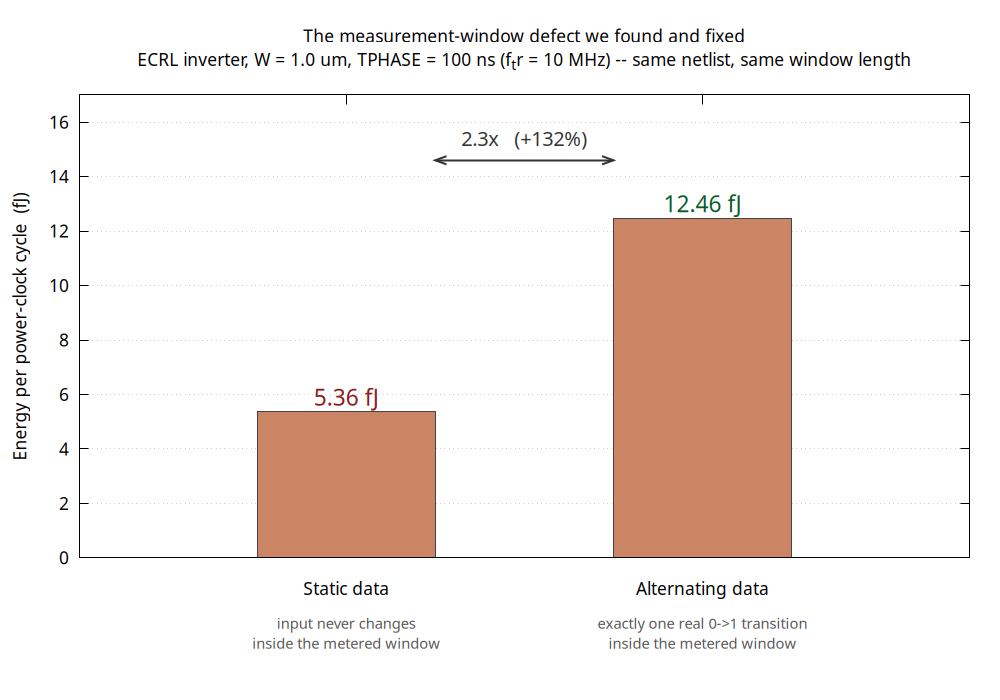 The measurement-window defect we found and fixed
ECRL inverter, W = 1.0 um, TPHASE = 100 ns (fₜr = 10 MHz) -- same netlist, same window length
Energy per power-clock cycle (fJ)
16
14
12
10
8
6
4
2
0
2.3x (+132%)
12.46 fJ
5.36 fJ
Static data
input never changes
inside the metered window
Alternating data
exactly one real 0->1 transition
inside the metered window